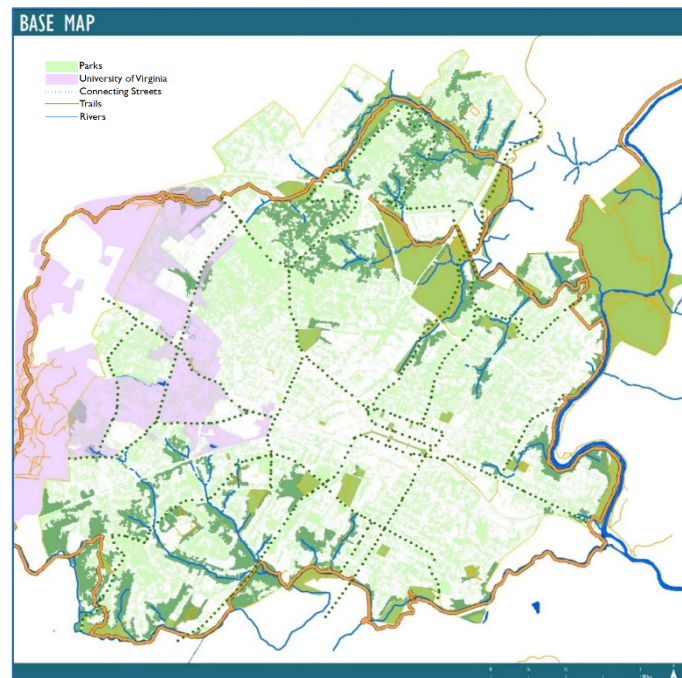 BASE MAP
Parks
University of Virginia
Connecting Streets
Trails
Rivers